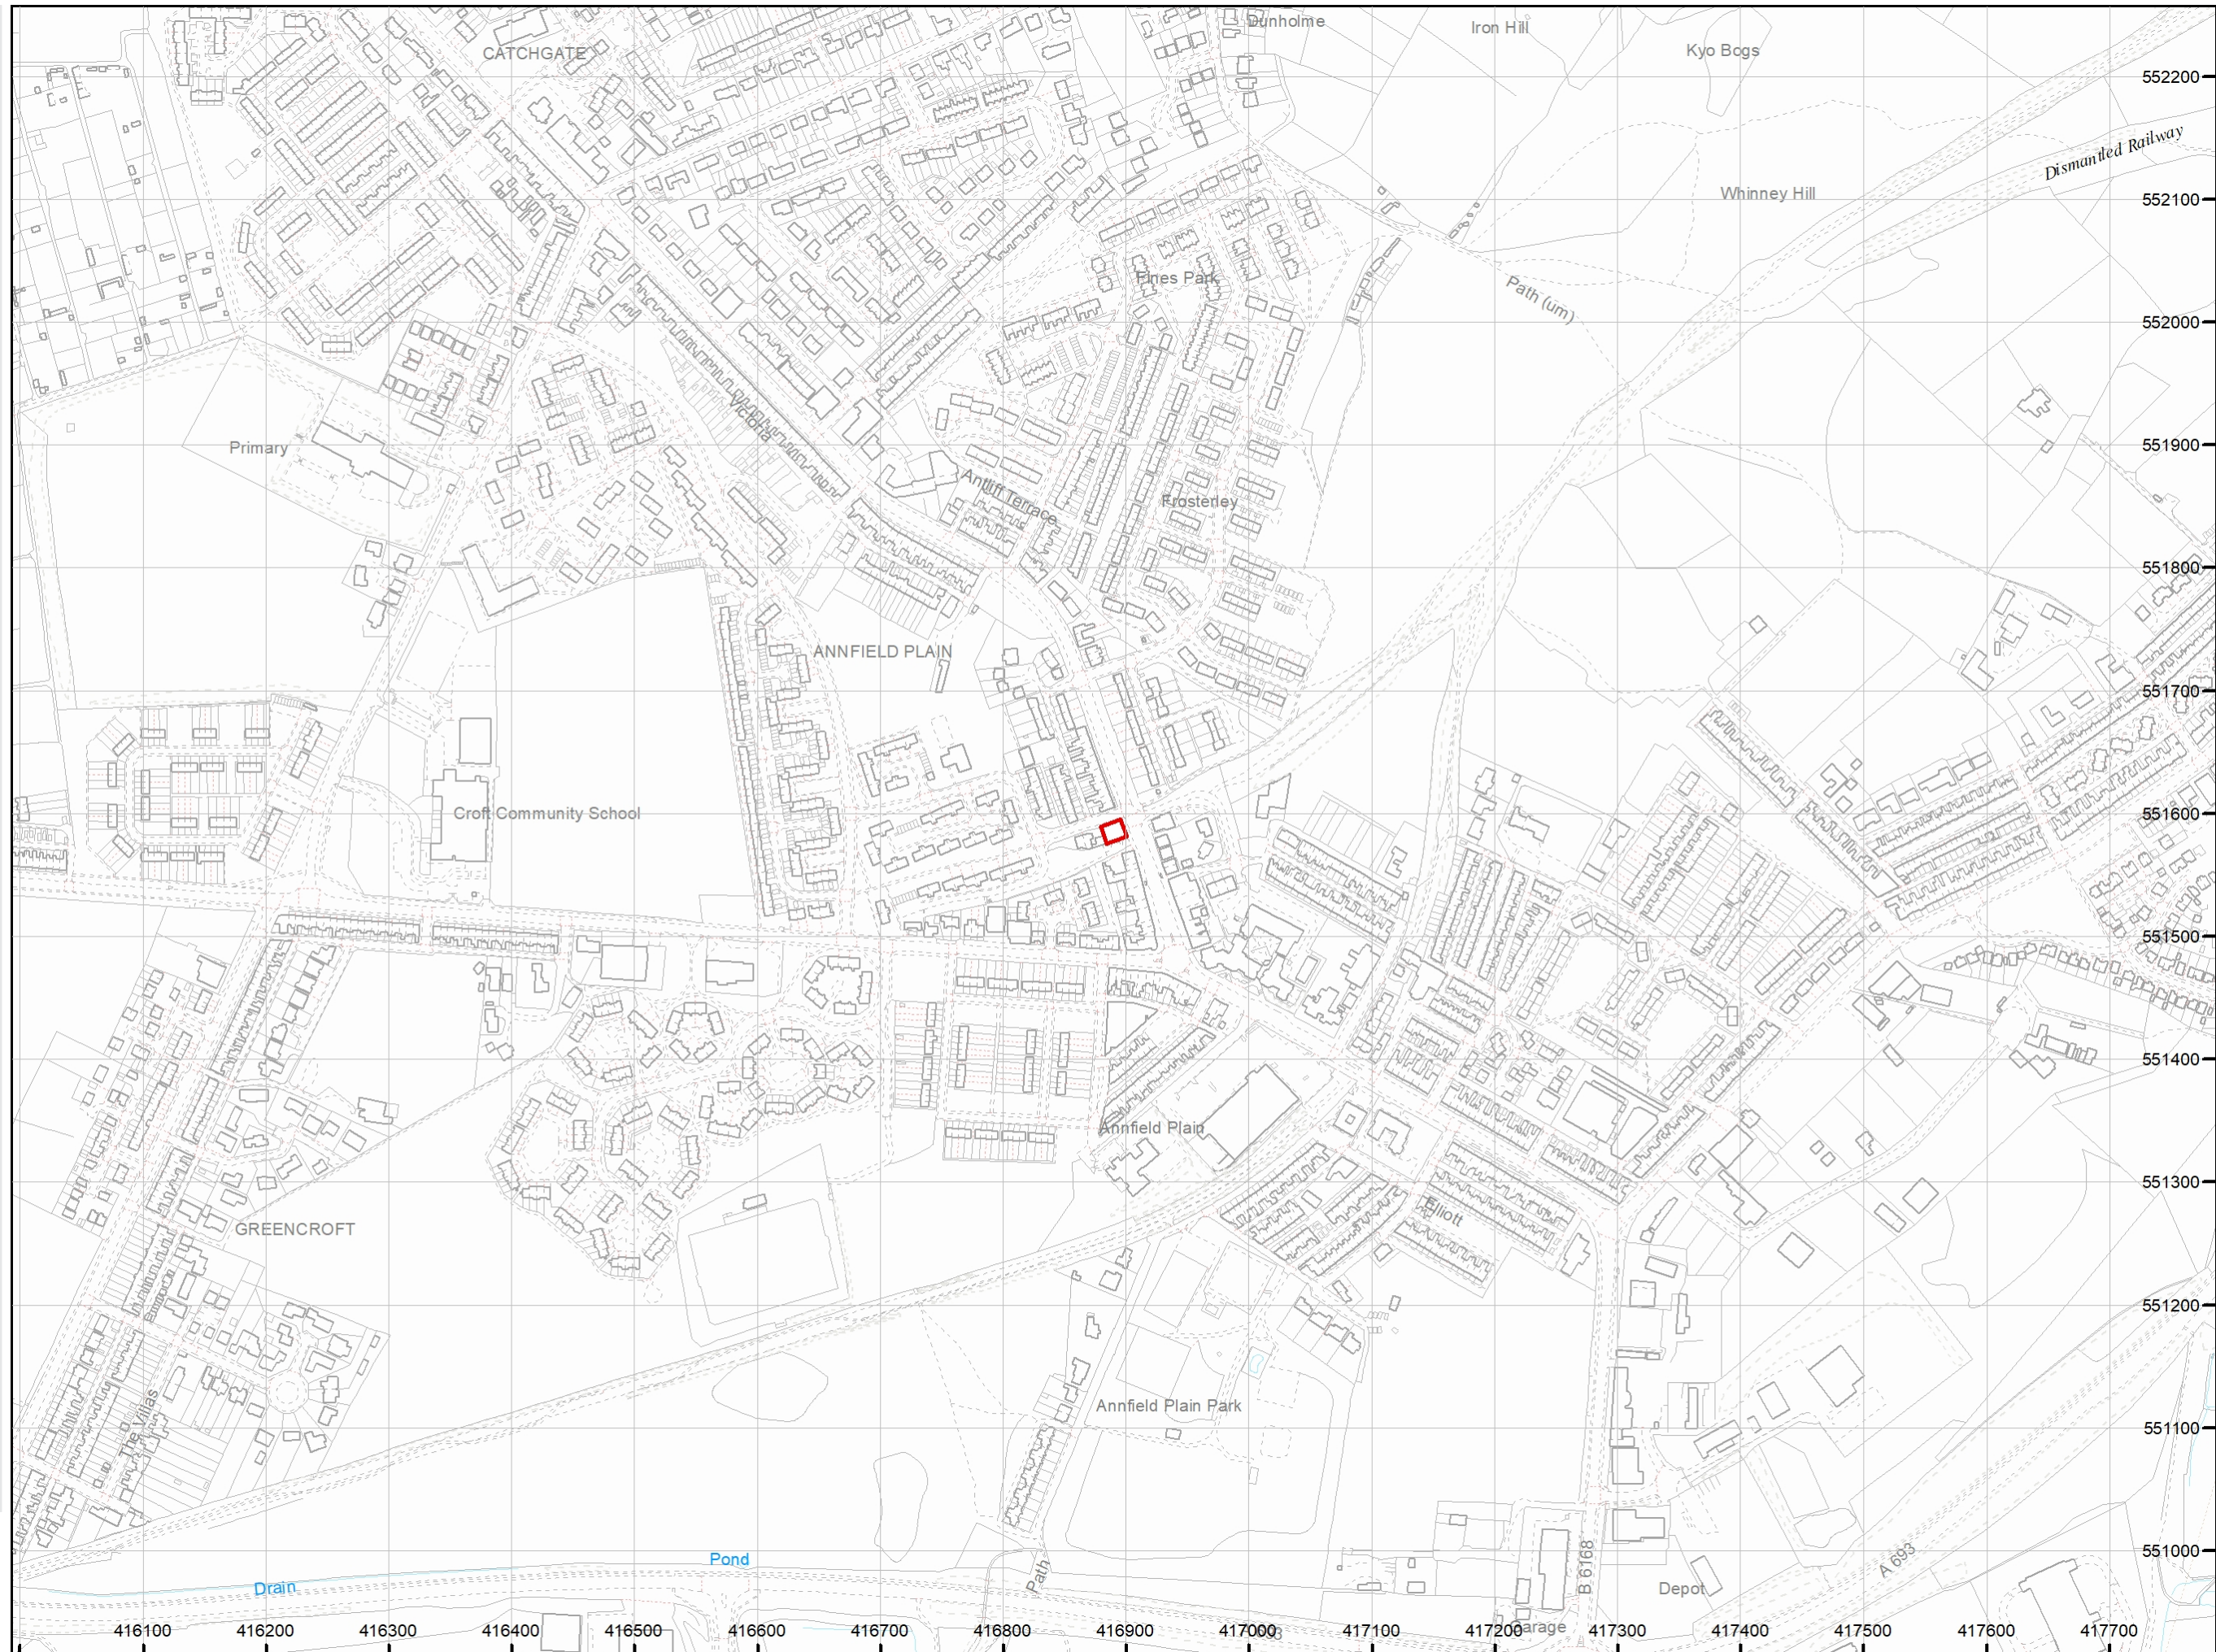 Dunholme
Iron Hill
CATCHGATE
Kyo Bogs
552200
Dismantled Railway
Whinney Hill
552100
Fines Park
Path (um)
552000
Victoria
Primary
551900
Antliff Terrace
Frosterley
551800
ANNFIELD PLAIN
551700
Croft Community School
551600
551500
551400
Annfield Plain
551300
Elliott
GREENCROFT
551200
The Villas
Annfield Plain Park
551100
Pond
551000
Drain
Path
B 6168
A 693
Depot
Garage
416100
416200
416300
416400
416500
416600
416700
416800
416900
417000
417100
417200
417300
417400
417500
417600
417700